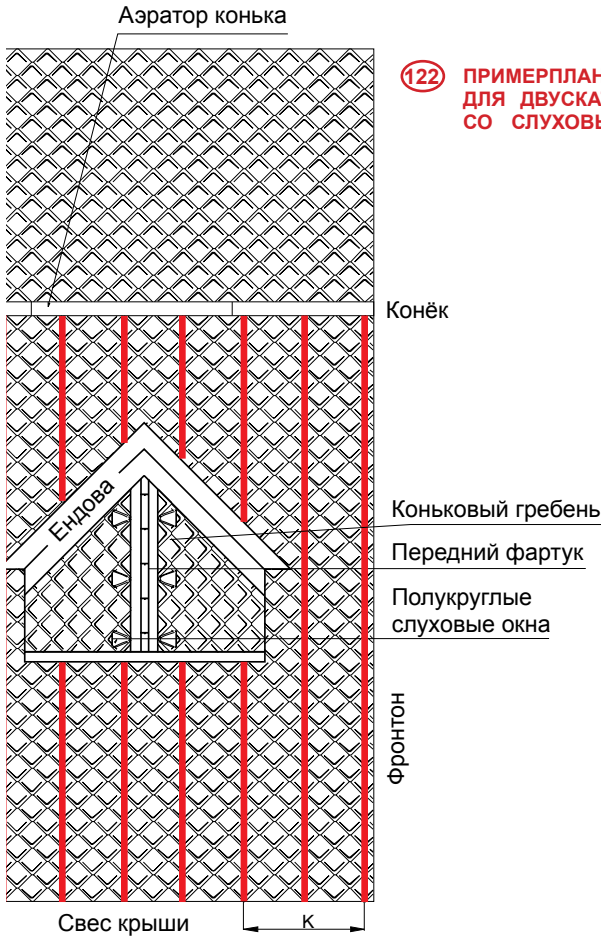 Аэратор конька
122 ПРИМЕРПЛАН
ДЛЯ ДВУСКА
СО СЛУХОВЫ
Конёк
Ендова
Коньковый гребень
Передний фартук
Полукруглые
слуховые окна
Фронтон
Свес крыши
К